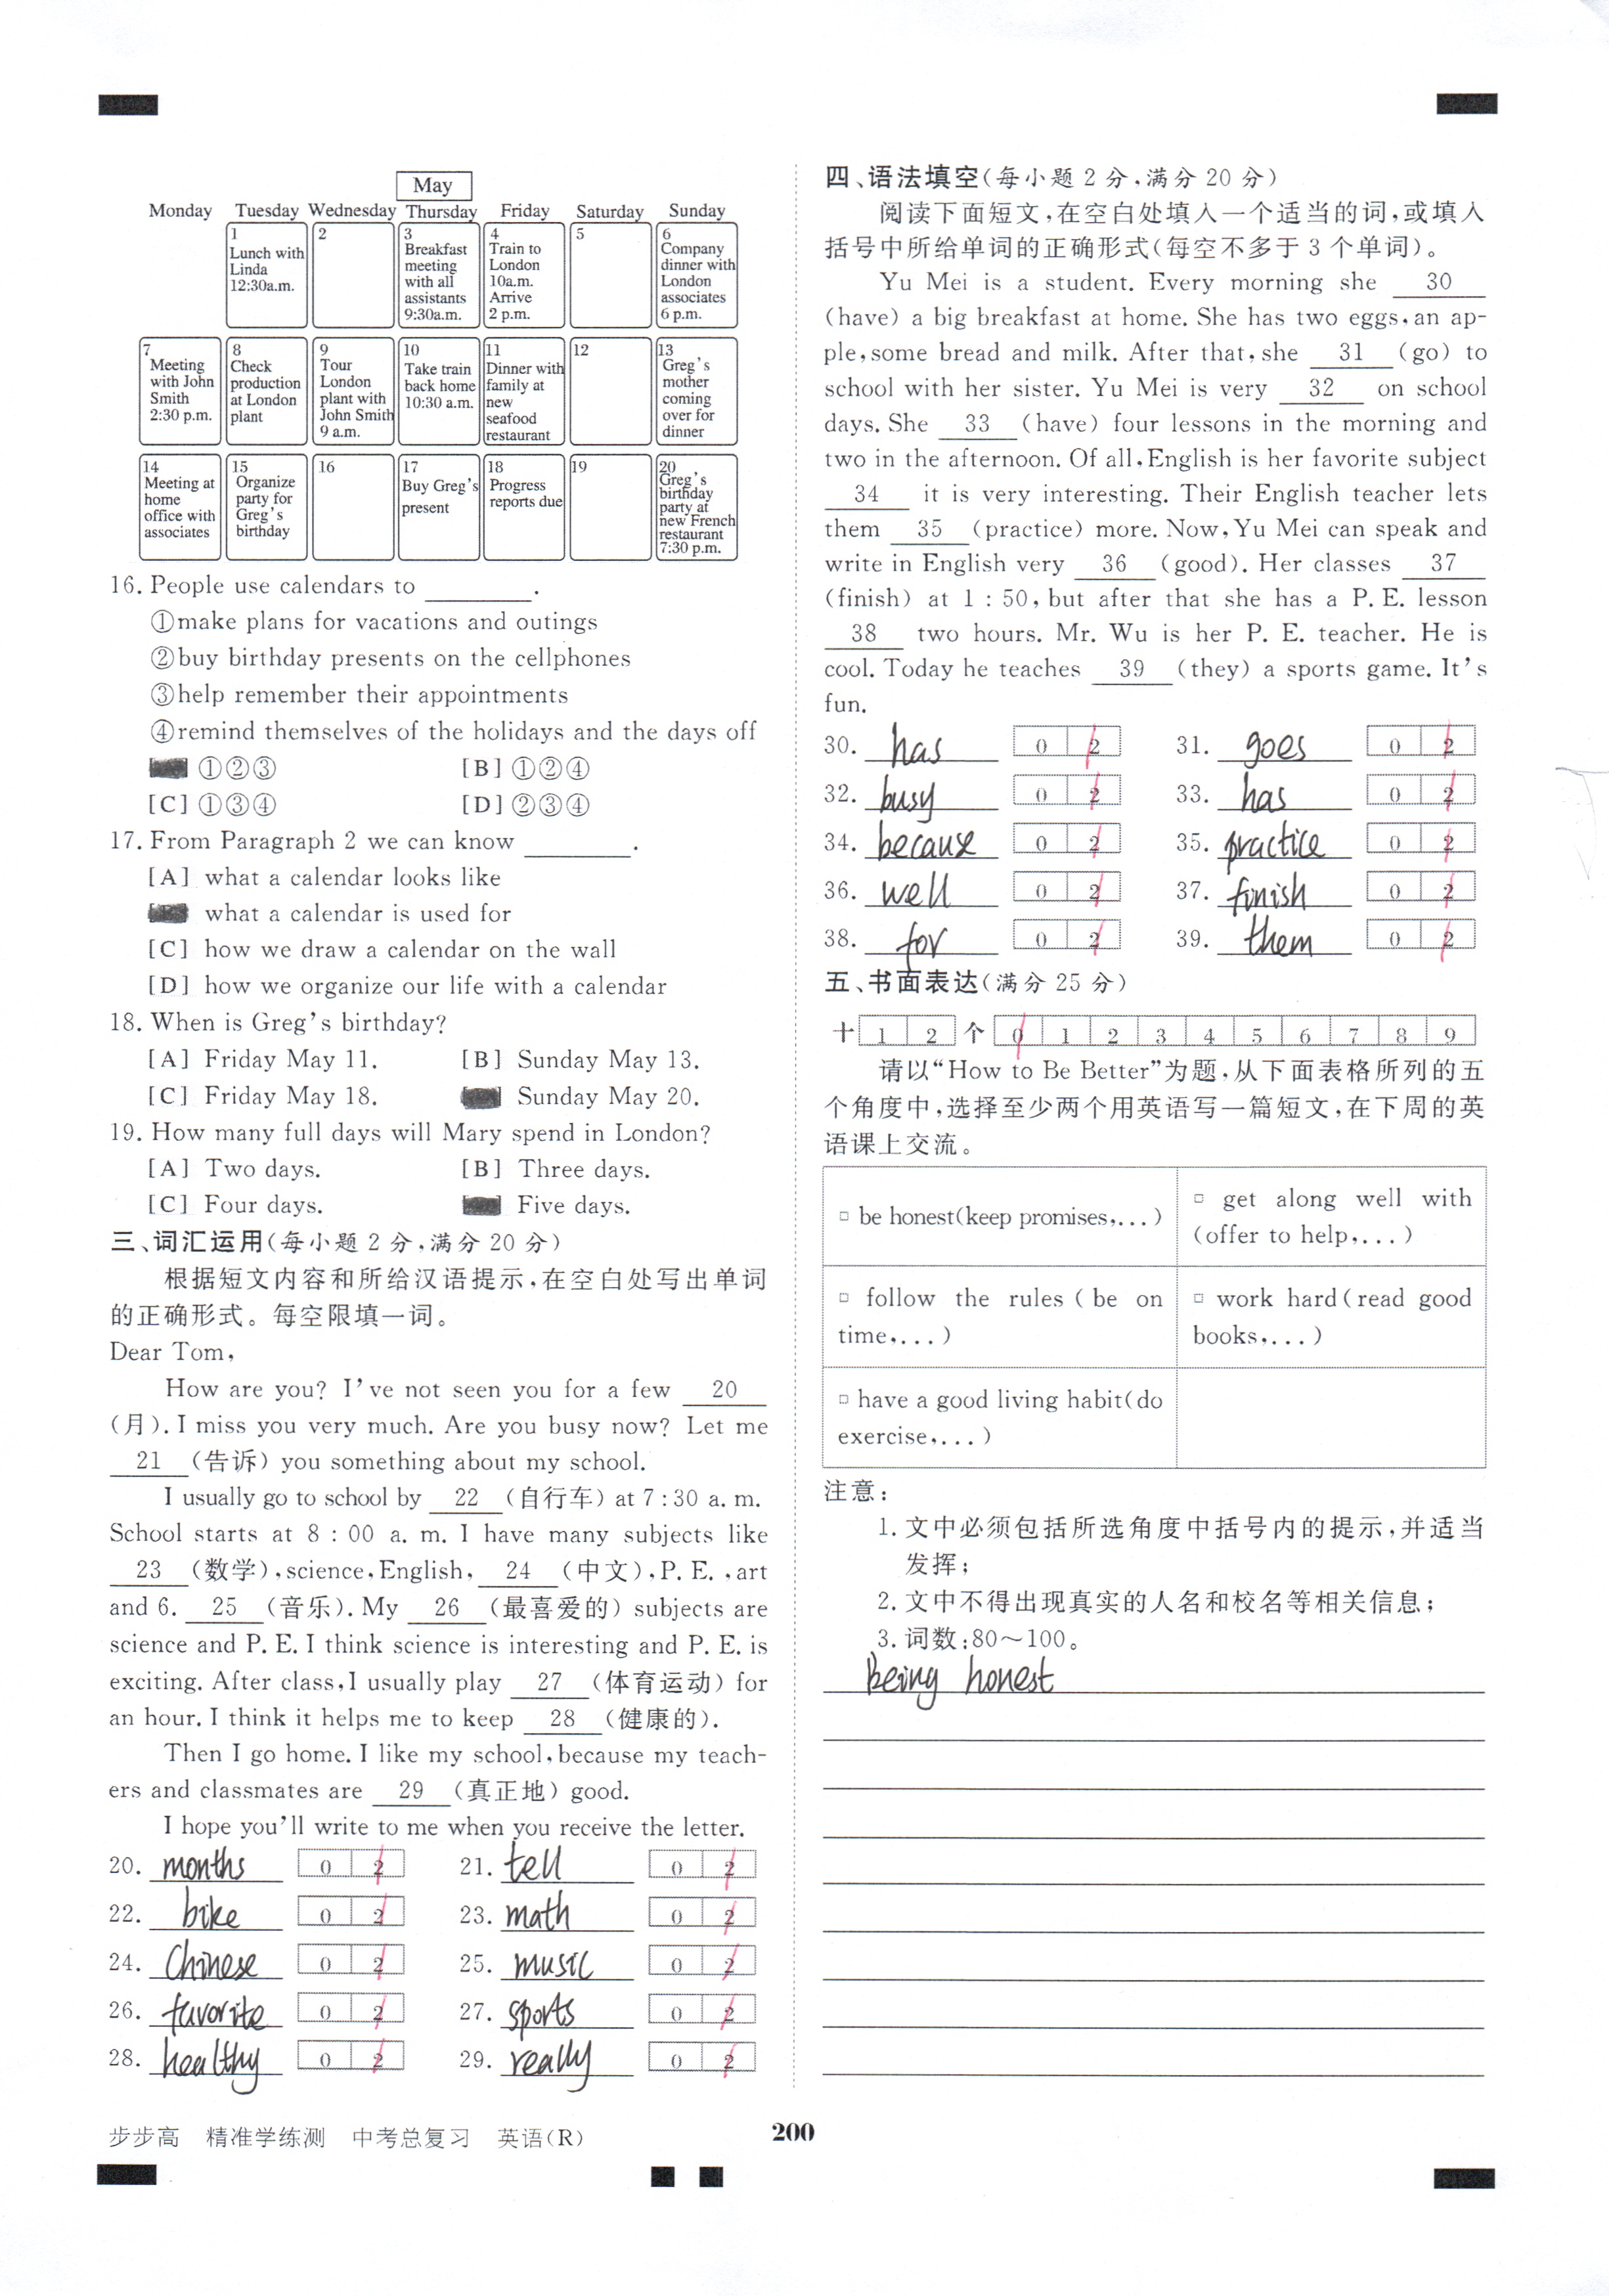 May
Monday Tuesday Wednesday Thursday Friday Saturday Sunday
1
Lunch with
Linda
12:30a.m.
2
3
Breakfast
meeting
with all
assistants
9:30a.m.
4
Train to
London
10a.m.
Arrive
2 p.m.
5
6
Company
dinner with
London
associates
6 p.m.
7
Meeting
with John
Smith
2:30 p.m.
8
Check
production
at London
plant
9
Tour
London
plant with
John Smith
9 a.m.
10
Take train
back home
10:30 a.m.
11
Dinner with
family at
new
seafood
restaurant
12
13
Greg's
mother
coming
over for
dinner
14
Meeting at
home
office with
associates
15
Organize
party for
Greg's
birthday
16
17
Buy Greg's
present
18
Progress
reports due
19
20
Greg's
birthday
party at
new French
restaurant
7:30 p.m.
16. People use calendars to ________.
①make plans for vacations and outings
②buy birthday presents on the cellphones
③help remember their appointments
④remind themselves of the holidays and the days off
①②③ [B] ①②④
[C] ①③④ [D] ②③④
17. From Paragraph 2 we can know ________.
[A] what a calendar looks like
what a calendar is used for
[C] how we draw a calendar on the wall
[D] how we organize our life with a calendar
18. When is Greg's birthday?
[A] Friday May 11. [B] Sunday May 13.
[C] Friday May 18. Sunday May 20.
19. How many full days will Mary spend in London?
[A] Two days. [B] Three days.
[C] Four days. Five days.
三、词汇运用(每小题 2 分,满分 20 分)
根据短文内容和所给汉语提示,在空白处写出单词
的正确形式。每空限填一词。
Dear Tom,
How are you? I've not seen you for a few 20
(月). I miss you very much. Are you busy now? Let me
21 (告诉) you something about my school.
I usually go to school by 22 (自行车) at 7:30 a. m.
School starts at 8:00 a. m. I have many subjects like
23 (数学), science, English, 24 (中文), P. E. , art
and 6. 25 (音乐). My 26 (最喜爱的) subjects are
science and P. E. I think science is interesting and P. E. is
exciting. After class, I usually play 27 (体育运动) for
an hour. I think it helps me to keep 28 (健康的).
Then I go home. I like my school, because my teach-
ers and classmates are 29 (真正地) good.
I hope you'll write to me when you receive the letter.
20. months 0 2 21. tell 0 2
22. bike 0 2 23. math 0 2
24. Chinese 0 2 25. music 0 2
26. favorite 0 2 27. sports 0 2
28. healthy 0 2 29. really 0 2
四、语法填空(每小题 2 分,满分 20 分)
阅读下面短文,在空白处填入一个适当的词,或填入
括号中所给单词的正确形式(每空不多于 3 个单词)。
Yu Mei is a student. Every morning she 30
(have) a big breakfast at home. She has two eggs, an ap-
ple, some bread and milk. After that, she 31 (go) to
school with her sister. Yu Mei is very 32 on school
days. She 33 (have) four lessons in the morning and
two in the afternoon. Of all, English is her favorite subject
34 it is very interesting. Their English teacher lets
them 35 (practice) more. Now, Yu Mei can speak and
write in English very 36 (good). Her classes 37
(finish) at 1:50, but after that she has a P. E. lesson
38 two hours. Mr. Wu is her P. E. teacher. He is
cool. Today he teaches 39 (they) a sports game. It's
fun.
30. has 0 2 31. goes 0 2
32. busy 0 2 33. has 0 2
34. because 0 2 35. practice 0 2
36. well 0 2 37. finish 0 2
38. for 0 2 39. them 0 2
五、书面表达(满分 25 分)
十 1 2 个 0 1 2 3 4 5 6 7 8 9
请以“How to Be Better”为题,从下面表格所列的五
个角度中,选择至少两个用英语写一篇短文,在下周的英
语课上交流。
□ be honest(keep promises,...)
□ get along well with
(offer to help,...)
□ follow the rules (be on
time,...)
□ work hard(read good
books,...)
□ have a good living habit(do
exercise,...)
注意:
1. 文中必须包括所选角度中括号内的提示,并适当
发挥;
2. 文中不得出现真实的人名和校名等相关信息;
3. 词数:80～100。
Being honest
步步高 精准学练测 中考总复习 英语(R)
200